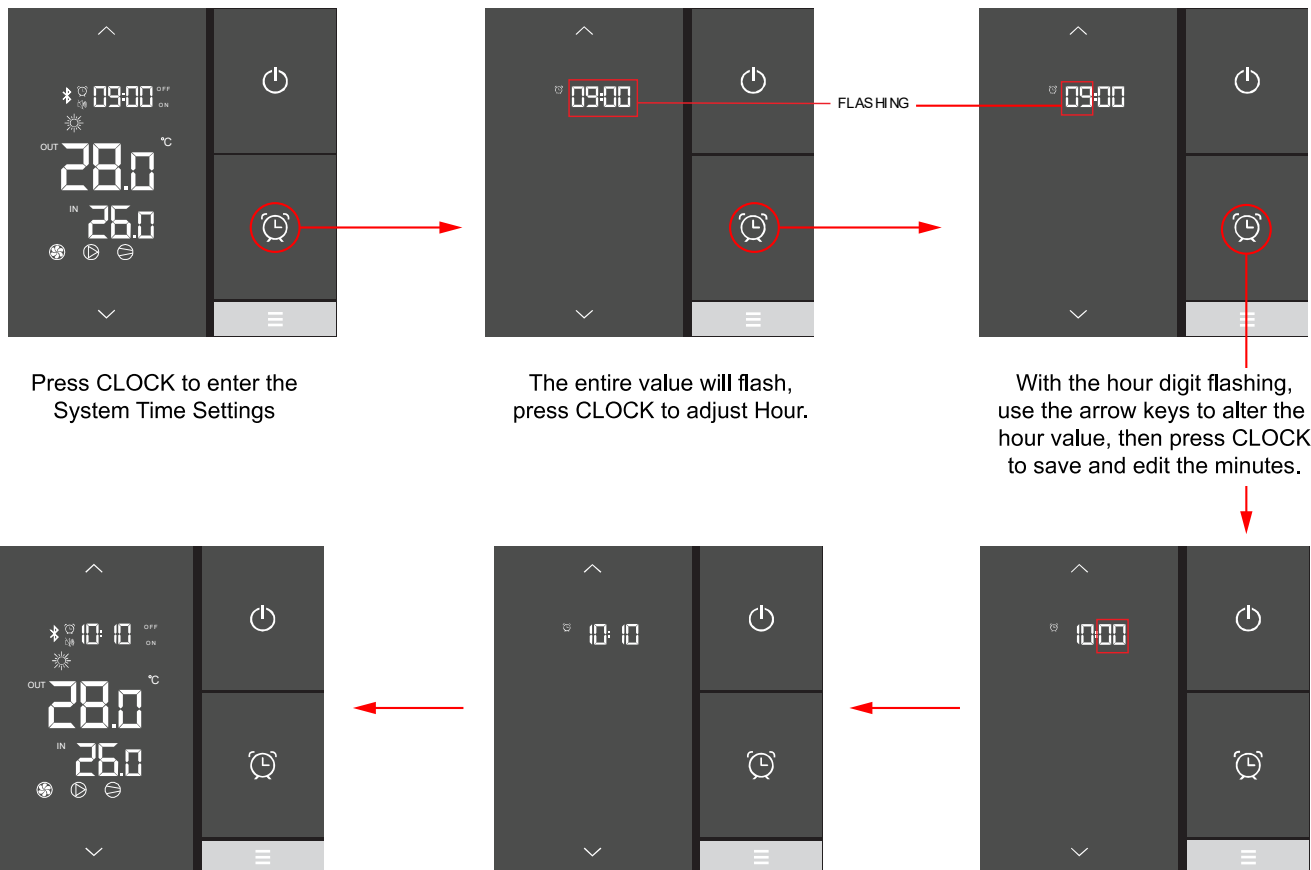 09:00
OFF
ON
OUT
28.0
°C
IN
26.0
09:00
FLASHING
09:00
Press CLOCK to enter the
System Time Settings
The entire value will flash,
press CLOCK to adjust Hour.
With the hour digit flashing,
use the arrow keys to alter the
hour value, then press CLOCK
to save and edit the minutes.
10:10
OFF
ON
OUT
28.0
°C
IN
26.0
10:10
10:00